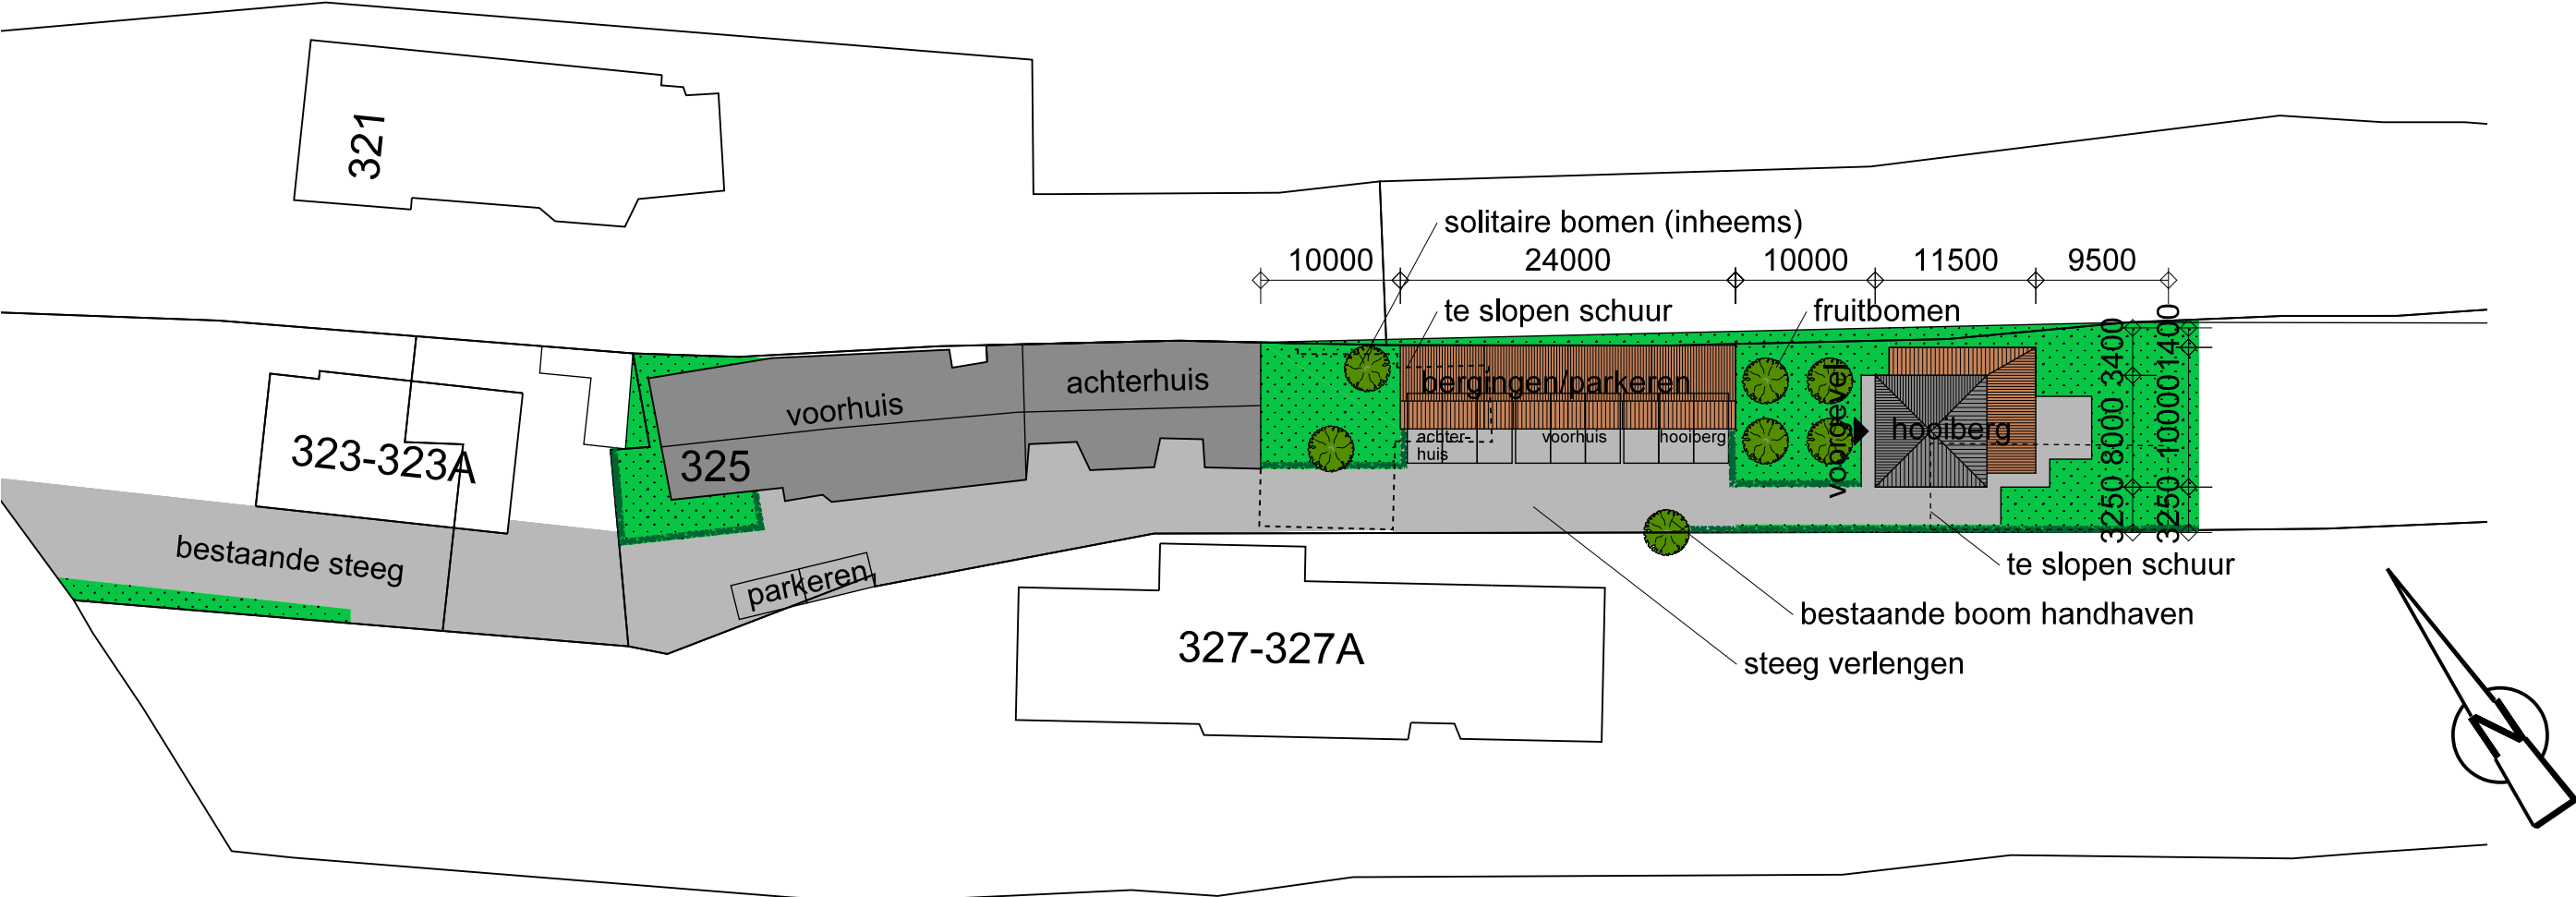 321
solitaire bomen (inheems)
10000 24000 10000 11500 9500
te slopen schuur
fruitbomen
voorhuis
achterhuis
bergingen/parkeren
voorgevel
hooiberg
323-323A
325
achter-
huis
voorhuis
hooiberg
3250 8000 3400
3250 10000 1400
bestaande steeg
parkeren
te slopen schuur
bestaande boom handhaven
327-327A
steeg verlengen
N